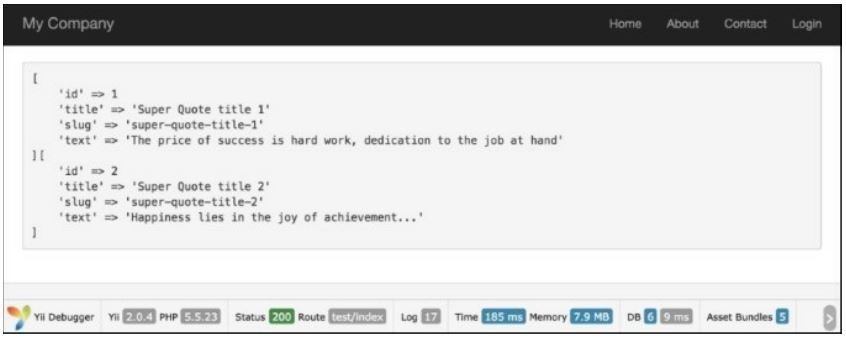 My Company Home About Contact Login
[
    'id' => 1
    'title' => 'Super Quote title 1'
    'slug' => 'super-quote-title-1'
    'text' => 'The price of success is hard work, dedication to the job at hand'
][
    'id' => 2
    'title' => 'Super Quote title 2'
    'slug' => 'super-quote-title-2'
    'text' => 'Happiness lies in the joy of achievement...'
]
Yii Debugger Yii 2.0.4 PHP 5.5.23 Status 200 Route test/index Log 17 Time 185 ms Memory 7.9 MB DB 6 9 ms Asset Bundles 5 >